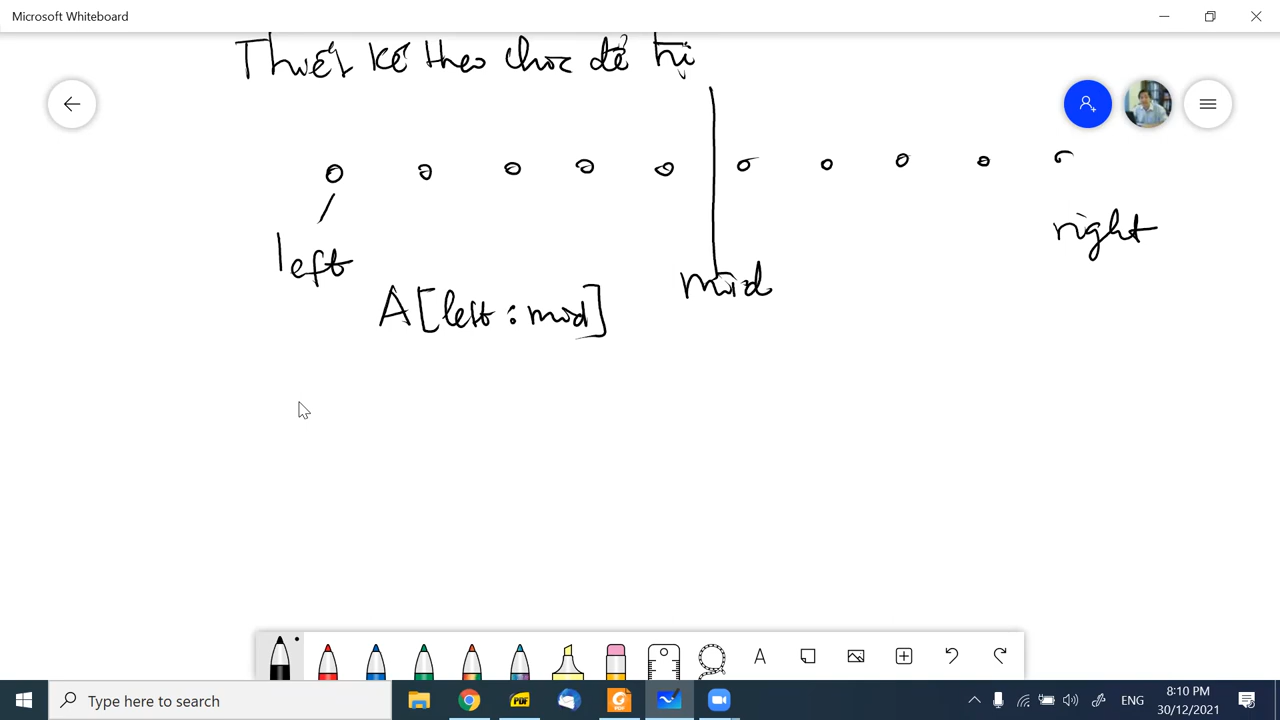 Microsoft Whiteboard
Thiết kế theo chia để trị
left
right
mid
A[left : mid]
A
Type here to search
ENG
8:10 PM
30/12/2021